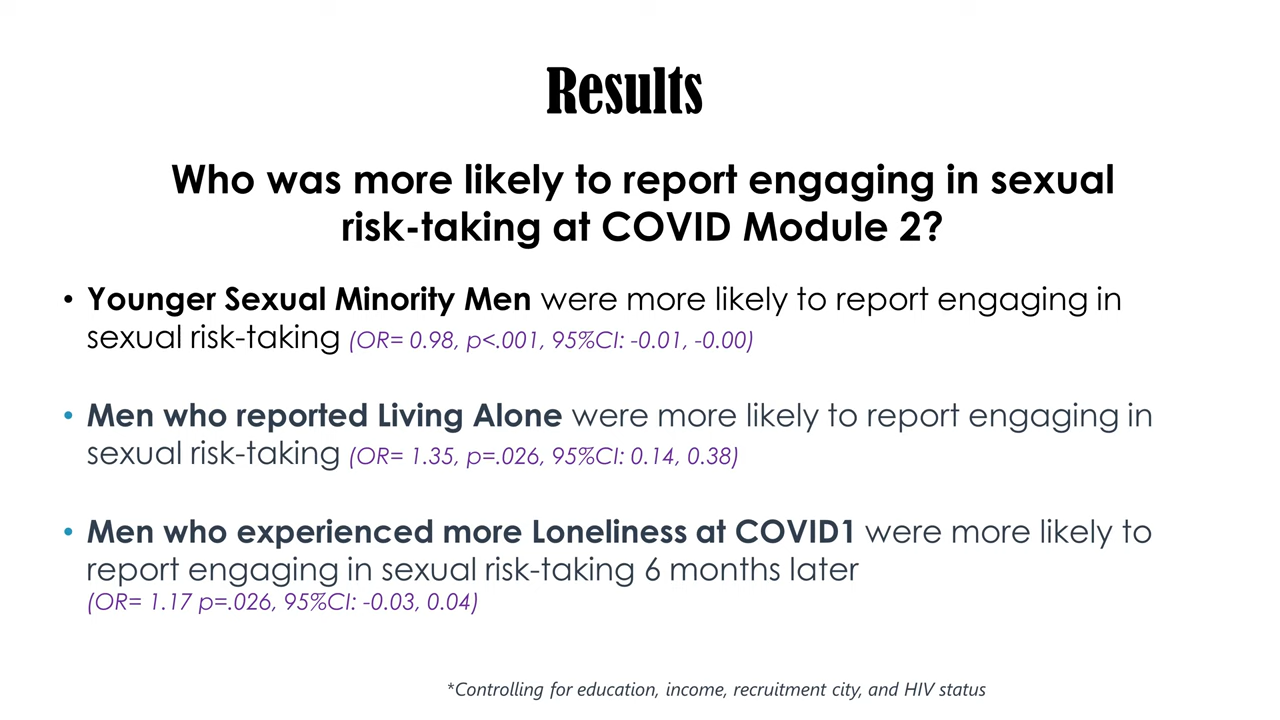 Results
Who was more likely to report engaging in sexual
risk-taking at COVID Module 2?
• Younger Sexual Minority Men were more likely to report engaging in
sexual risk-taking (OR= 0.98, p<.001, 95%CI: -0.01, -0.00)
• Men who reported Living Alone were more likely to report engaging in
sexual risk-taking (OR= 1.35, p=.026, 95%CI: 0.14, 0.38)
• Men who experienced more Loneliness at COVID1 were more likely to
report engaging in sexual risk-taking 6 months later
(OR= 1.17 p=.026, 95%CI: -0.03, 0.04)
*Controlling for education, income, recruitment city, and HIV status